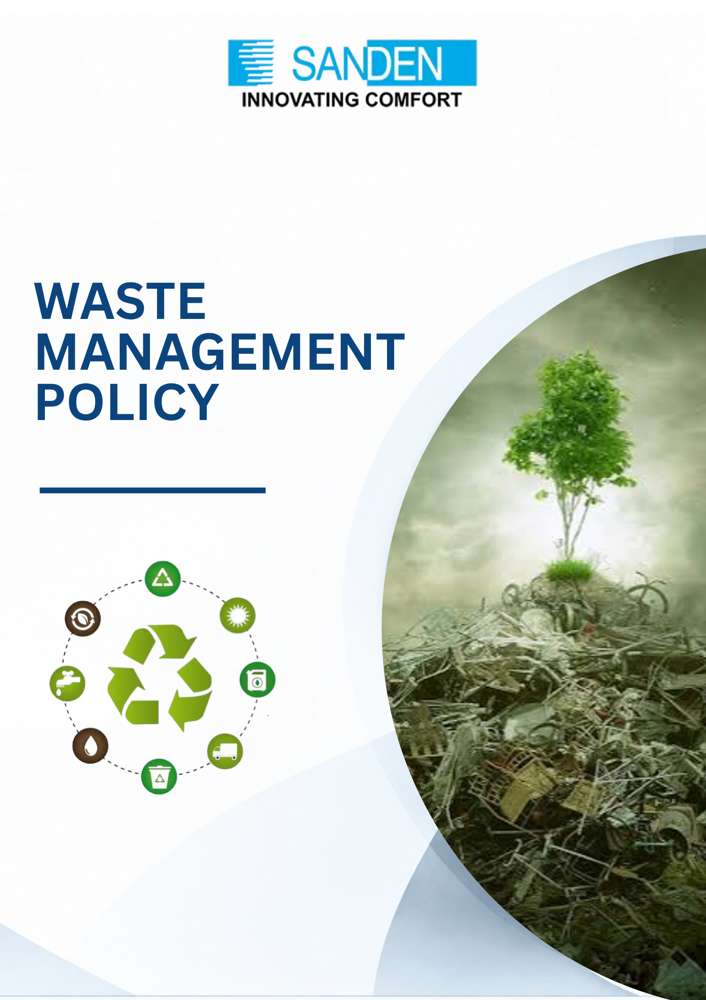 SANDEN
INNOVATING COMFORT
WASTE
MANAGEMENT
POLICY